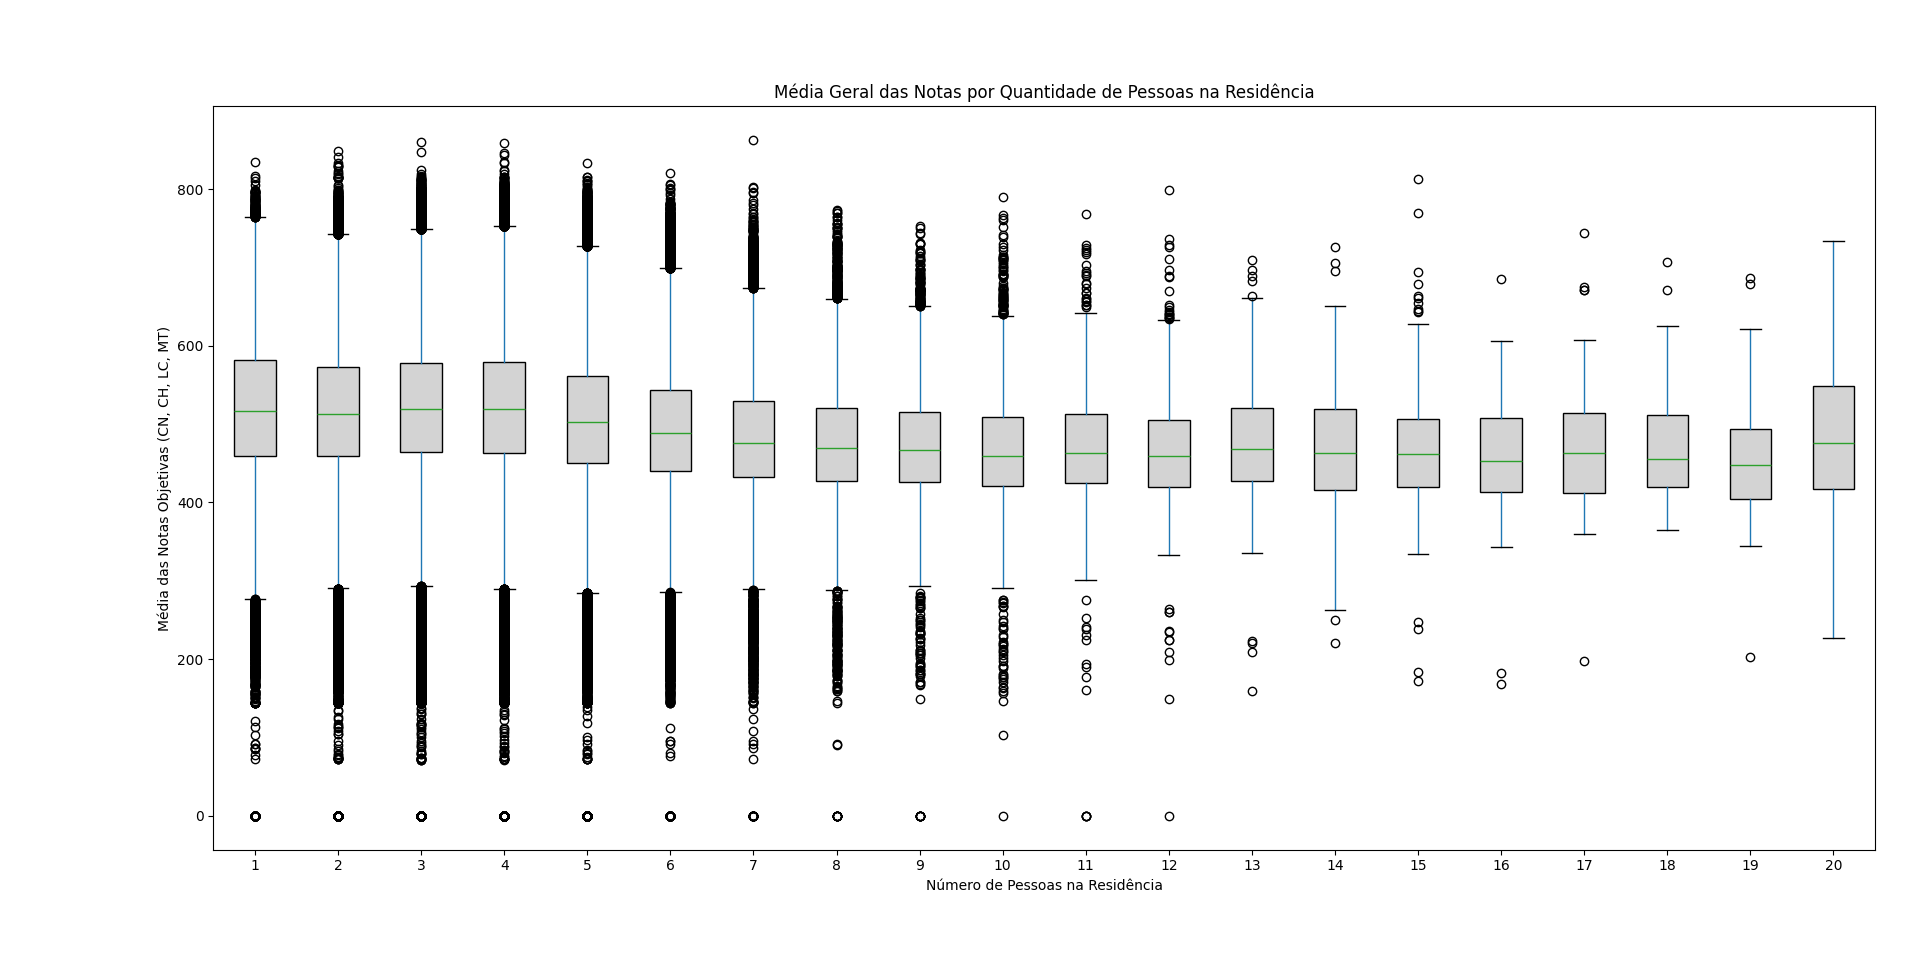 Média Geral das Notas por Quantidade de Pessoas na Residência
Média das Notas Objetivas (CN, CH, LC, MT)
800
600
400
200
0
1 2 3 4 5 6 7 8 9 10 11 12 13 14 15 16 17 18 19 20
Número de Pessoas na Residência